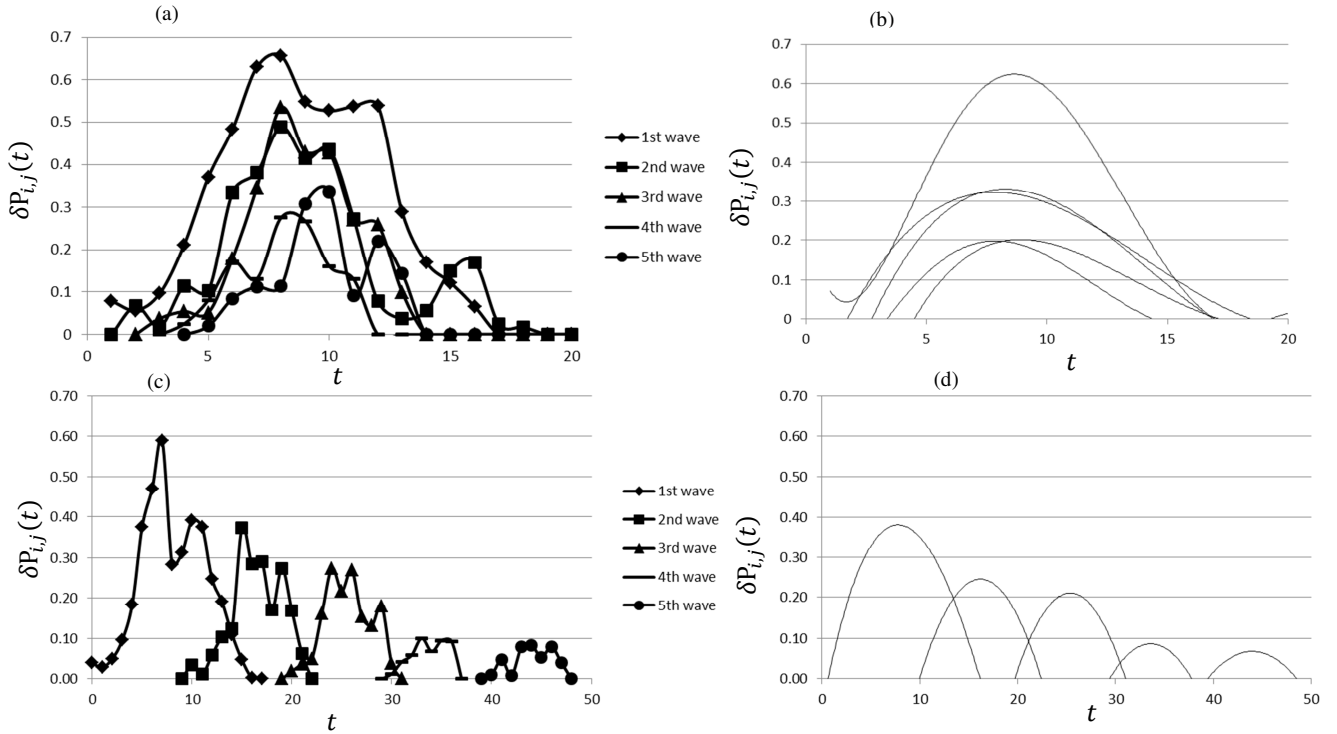 (a)
0.7
0.6
0.5
0.4
0.3
0.2
0.1
0
0 5 10 15 20
δP_{i,j}(t)
t
1st wave
2nd wave
3rd wave
4th wave
5th wave
(b)
0.7
0.6
0.5
0.4
0.3
0.2
0.1
0
0 5 10 15 20
δP_{i,j}(t)
t
(c)
0.70
0.60
0.50
0.40
0.30
0.20
0.10
0.00
0 10 20 30 40 50
δP_{i,j}(t)
t
1st wave
2nd wave
3rd wave
4th wave
5th wave
(d)
0.70
0.60
0.50
0.40
0.30
0.20
0.10
0.00
0 10 20 30 40 50
δP_{i,j}(t)
t